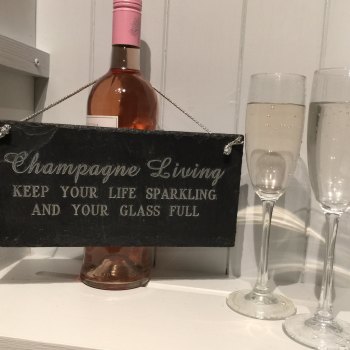 Champagne Living
KEEP YOUR LIFE SPARKLING
AND YOUR GLASS FULL